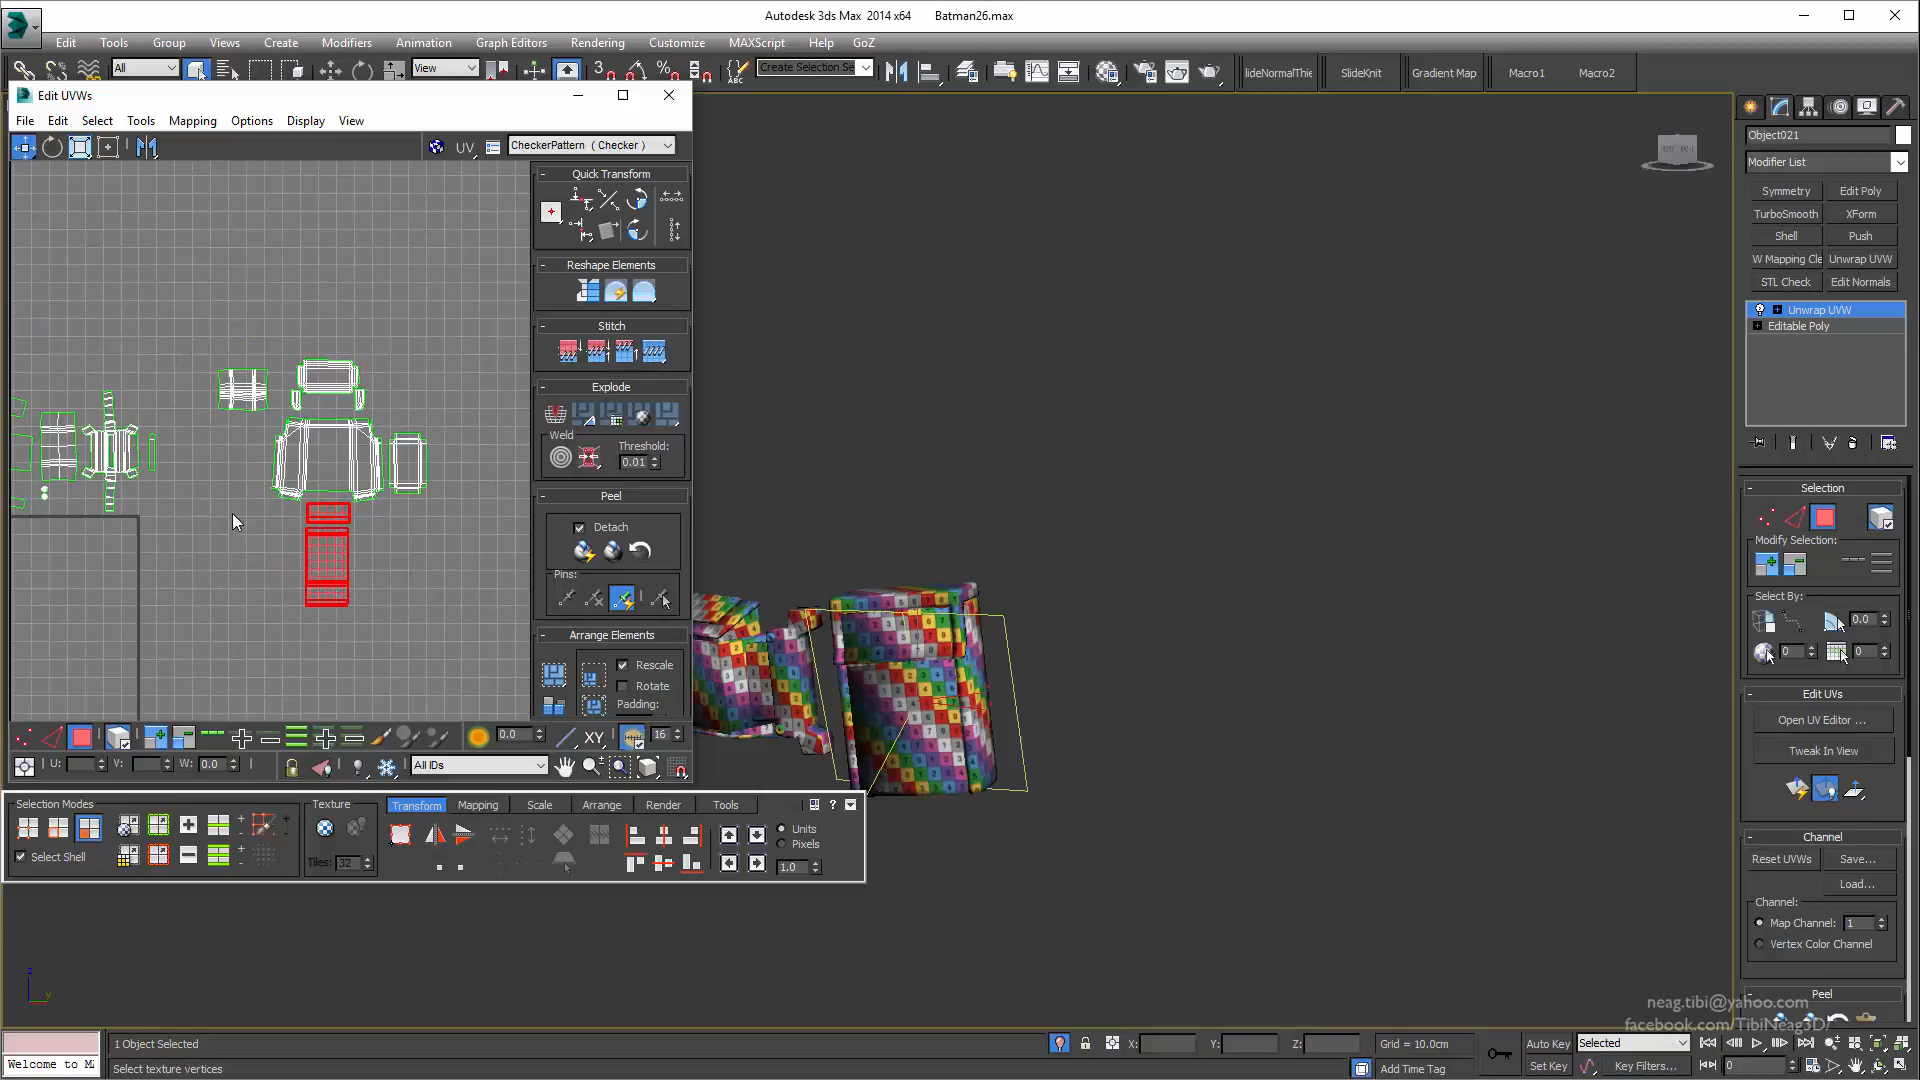 Autodesk 3ds Max 2014 x64 Batman26.max
Edit Tools Group Views Create Modifiers Animation Graph Editors Rendering Customize MAXScript Help GoZ
All View Create Selection Se lideNormalThie SlideKnit Gradient Map Macro1 Macro2
Edit UVWs
File Edit Select Tools Mapping Options Display View
UV CheckerPattern ( Checker )
Quick Transform
Reshape Elements
Stitch
Explode
Weld Threshold:
0.01
Peel
Detach
Pins:
Arrange Elements
Rescale
Rotate
Padding:
0.0 XY 16
U: V: W: 0.0 All IDs
Selection Modes Texture Transform Mapping Scale Arrange Render Tools ?
Units
Pixels
Select Shell Tiles: 32 1.0
Object021
Modifier List
Symmetry Edit Poly
TurboSmooth XForm
Shell Push
W Mapping Cle Unwrap UVW
STL Check Edit Normals
Unwrap UVW
Editable Poly
Selection
Modify Selection:
Select By:
0.0
0 0
Edit UVs
Open UV Editor ...
Tweak In View
Channel
Reset UVWs Save...
Load...
Channel:
Map Channel: 1
Vertex Color Channel
Peel
neag.tibi@yahoo.com
facebook.com/TibiNeag3D/
z
y
1 Object Selected X: Y: Z: Grid = 10.0cm Auto Key Selected
Welcome to M Select texture vertices Add Time Tag Set Key Key Filters... 0